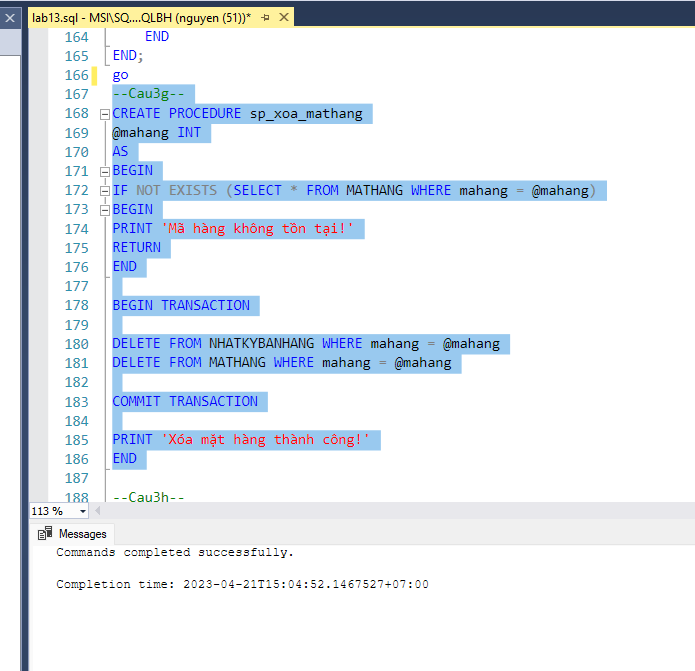 lab13.sql - MSI\SQ....QLBH (nguyen (51))*
164 END
165 END;
166 go
167 --Cau3g--
168 CREATE PROCEDURE sp_xoa_mathang
169 @mahang INT
170 AS
171 BEGIN
172 IF NOT EXISTS (SELECT * FROM MATHANG WHERE mahang = @mahang)
173 BEGIN
174 PRINT 'Mã hàng không tồn tại!'
175 RETURN
176 END
177
178 BEGIN TRANSACTION
179
180 DELETE FROM NHATKYBANHANG WHERE mahang = @mahang
181 DELETE FROM MATHANG WHERE mahang = @mahang
182
183 COMMIT TRANSACTION
184
185 PRINT 'Xóa mặt hàng thành công!'
186 END
187
188 --Cau3h--
113 %
Messages
Commands completed successfully.
Completion time: 2023-04-21T15:04:52.1467527+07:00